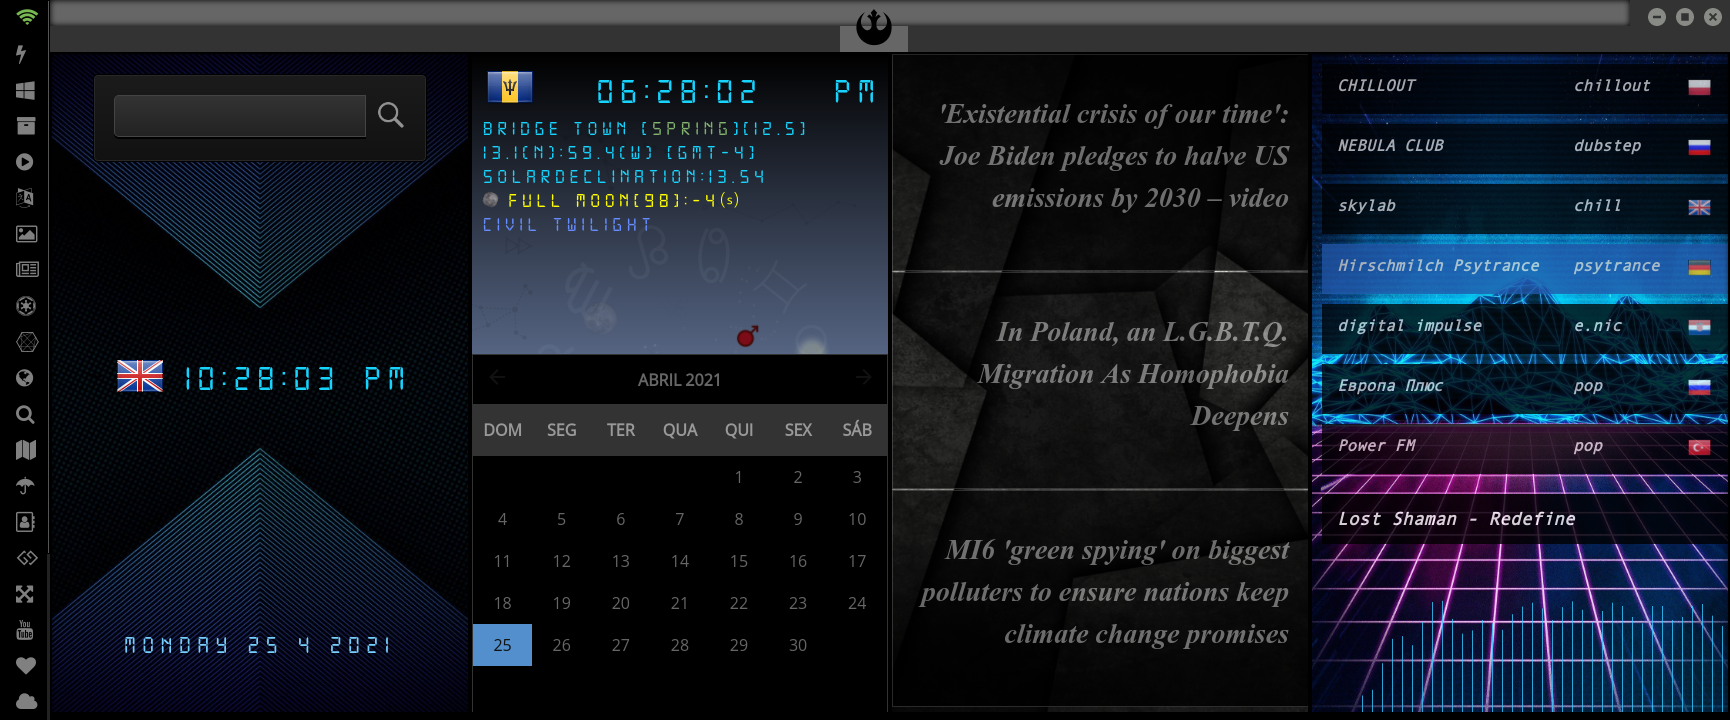 10:28:03 PM
MONDAY 25 4 2021
06:28:02 PM
BRIDGE TOWN [SPRING][12.5]
13.1(N):59.4(W) [GMT-4]
SOLARDECLINATION:13.54
FULL MOON[98]:-4(s)
CIVIL TWILIGHT
ABRIL 2021
DOM SEG TER QUA QUI SEX SÁB
1 2 3
4 5 6 7 8 9 10
11 12 13 14 15 16 17
18 19 20 21 22 23 24
25 26 27 28 29 30
'Existential crisis of our time':
Joe Biden pledges to halve US
emissions by 2030 – video
In Poland, an L.G.B.T.Q.
Migration As Homophobia
Deepens
MI6 'green spying' on biggest
polluters to ensure nations keep
climate change promises
CHILLOUT chillout
NEBULA CLUB dubstep
skylab chill
Hirschmilch Psytrance psytrance
digital impulse e.nic
Европа Плюс pop
Power FM pop
Lost Shaman - Redefine
You
Tube